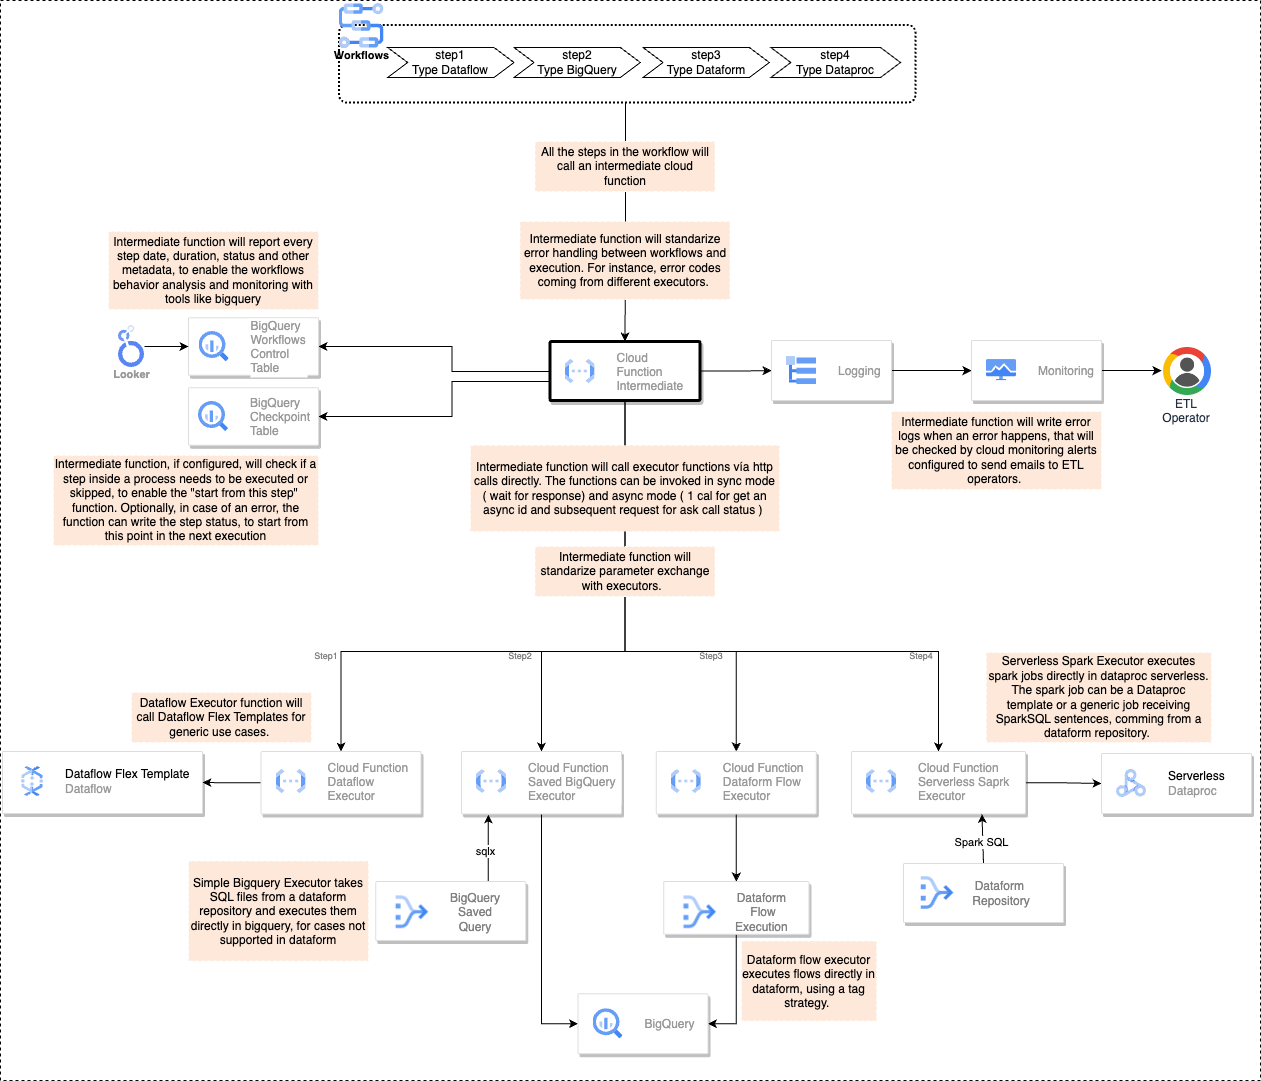 Workflows
step1
Type Dataflow
step2
Type BigQuery
step3
Type Dataform
step4
Type Dataproc
All the steps in the workflow will
call an intermediate cloud
function
Intermediate function will standarize
error handling between workflows and
execution. For instance, error codes
coming from different executors.
Intermediate function will report every
step date, duration, status and other
metadata, to enable the workflows
behavior analysis and monitoring with
tools like bigquery
Looker
BigQuery
Workflows
Control
Table
BigQuery
Checkpoint
Table
Cloud
Function
Intermediate
Logging
Monitoring
ETL
Operator
Intermediate function will write error
logs when an error happens, that will
be checked by cloud monitoring alerts
configured to send emails to ETL
operators.
Intermediate function, if configured, will check if a
step inside a process needs to be executed or
skipped, to enable the "start from this step"
function. Optionally, in case of an error, the
function can write the step status, to start from
this point in the next execution
Intermediate function will call executor functions via http
calls directly. The functions can be invoked in sync mode
( wait for response) and async mode ( 1 cal for get an
async id and subsequent request for ask call status )
Intermediate function will
standarize parameter exchange
with executors.
Step1
Step2
Step3
Step4
Dataflow Executor function will
call Dataflow Flex Templates for
generic use cases.
Serverless Spark Executor executes
spark jobs directly in dataproc serverless.
The spark job can be a Dataproc
template or a generic job receiving
SparkSQL sentences, comming from a
dataform repository.
Dataflow Flex Template
Dataflow
Cloud Function
Dataflow
Executor
Cloud Function
Saved BigQuery
Executor
Cloud Function
Dataform Flow
Executor
Cloud Function
Serverless Saprk
Executor
Serverless
Dataproc
sqlx
Spark SQL
Simple Bigquery Executor takes
SQL files from a dataform
repository and executes them
directly in bigquery, for cases not
supported in dataform
BigQuery
Saved
Query
Dataform
Flow
Execution
Dataform
Repository
Dataform flow executor
executes flows directly in
dataform, using a tag
strategy.
BigQuery